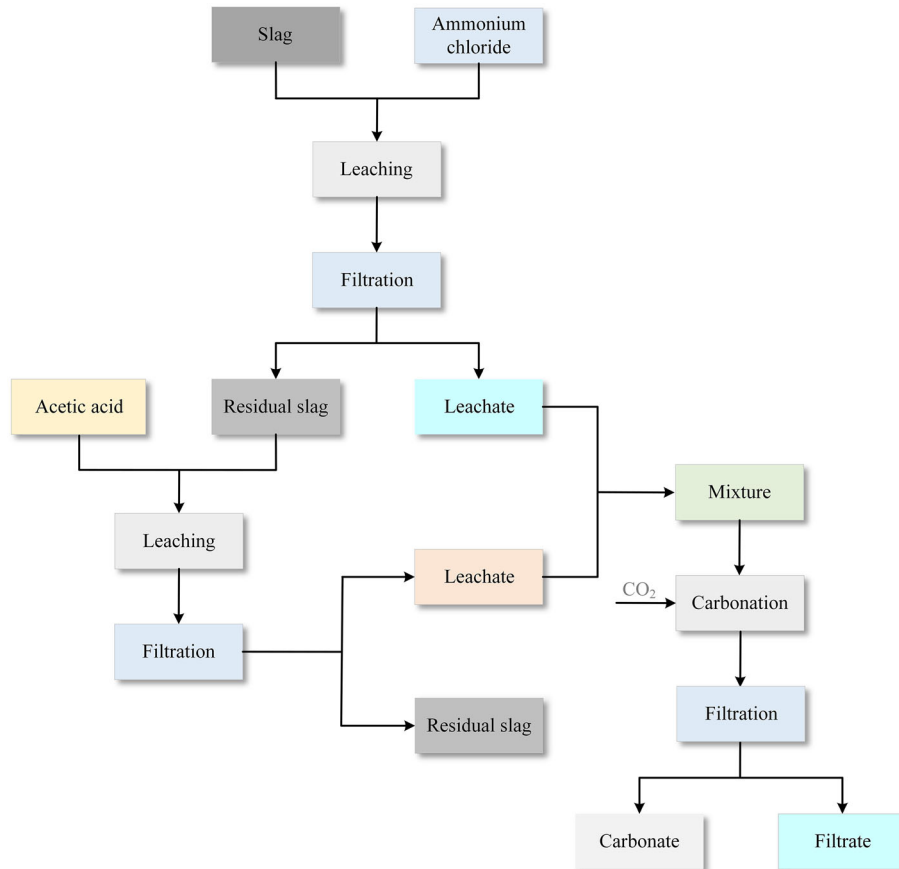 Slag
Ammonium
chloride
Leaching
Filtration
Acetic acid
Residual slag
Leachate
Mixture
Leaching
Leachate
CO₂
Carbonation
Filtration
Residual slag
Filtration
Carbonate
Filtrate